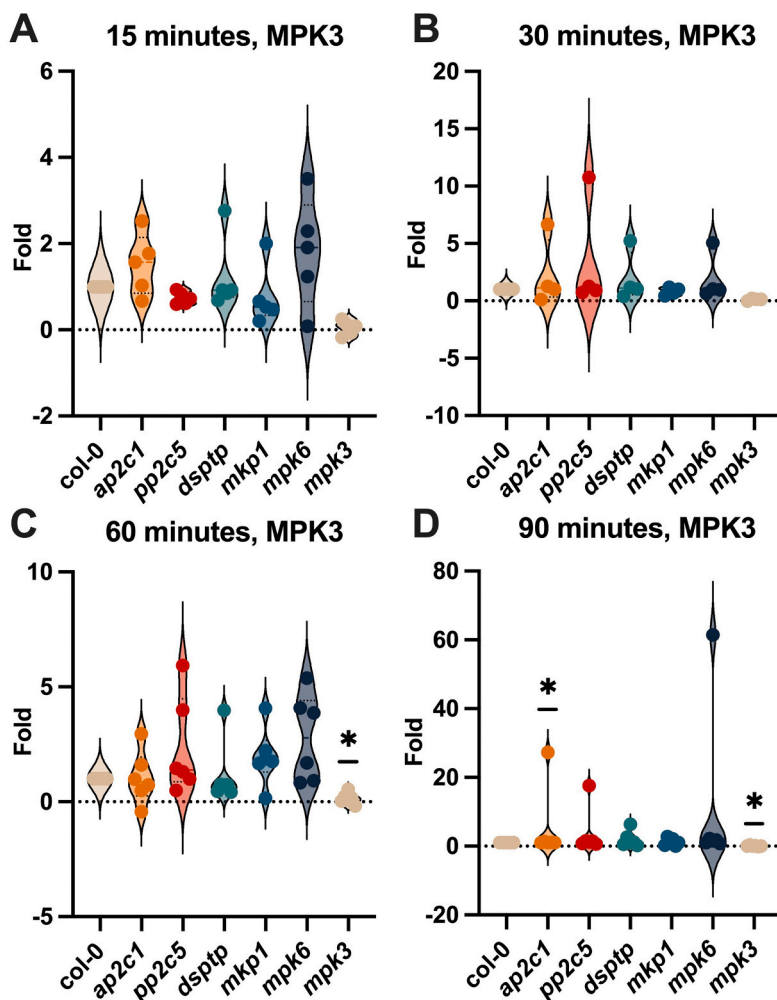 A
15 minutes, MPK3
Fold
6
4
2
0
-2
col-0
ap2c1
pp2c5
dsptp
mkp1
mpk6
mpk3
B
30 minutes, MPK3
Fold
20
15
10
5
0
-5
-10
col-0
ap2c1
pp2c5
dsptp
mkp1
mpk6
mpk3
C
60 minutes, MPK3
Fold
10
5
0
-5
*
col-0
ap2c1
pp2c5
dsptp
mkp1
mpk6
mpk3
D
90 minutes, MPK3
Fold
80
60
40
20
0
-20
*
*
col-0
ap2c1
pp2c5
dsptp
mkp1
mpk6
mpk3